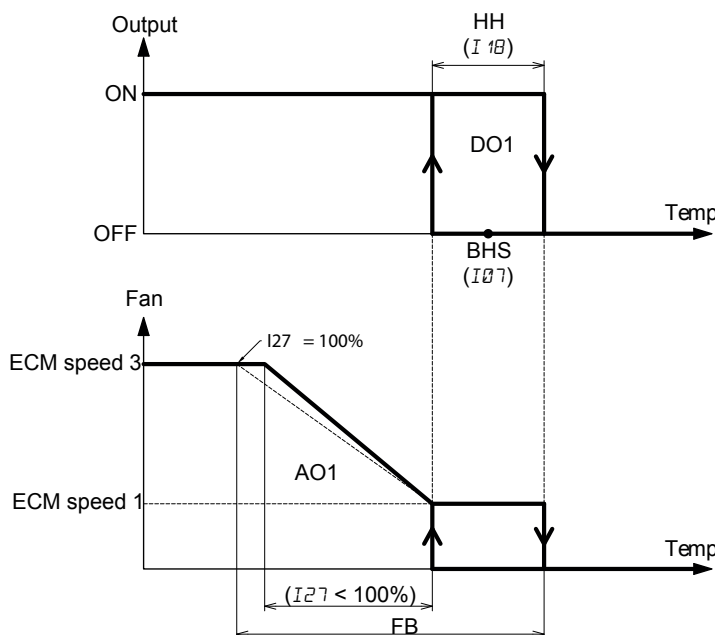 Output
HH
(I 18)
ON
DO1
OFF
Temp
BHS
(I07)
Fan
I27 = 100%
ECM speed 3
AO1
ECM speed 1
Temp
(I27 < 100%)
FB